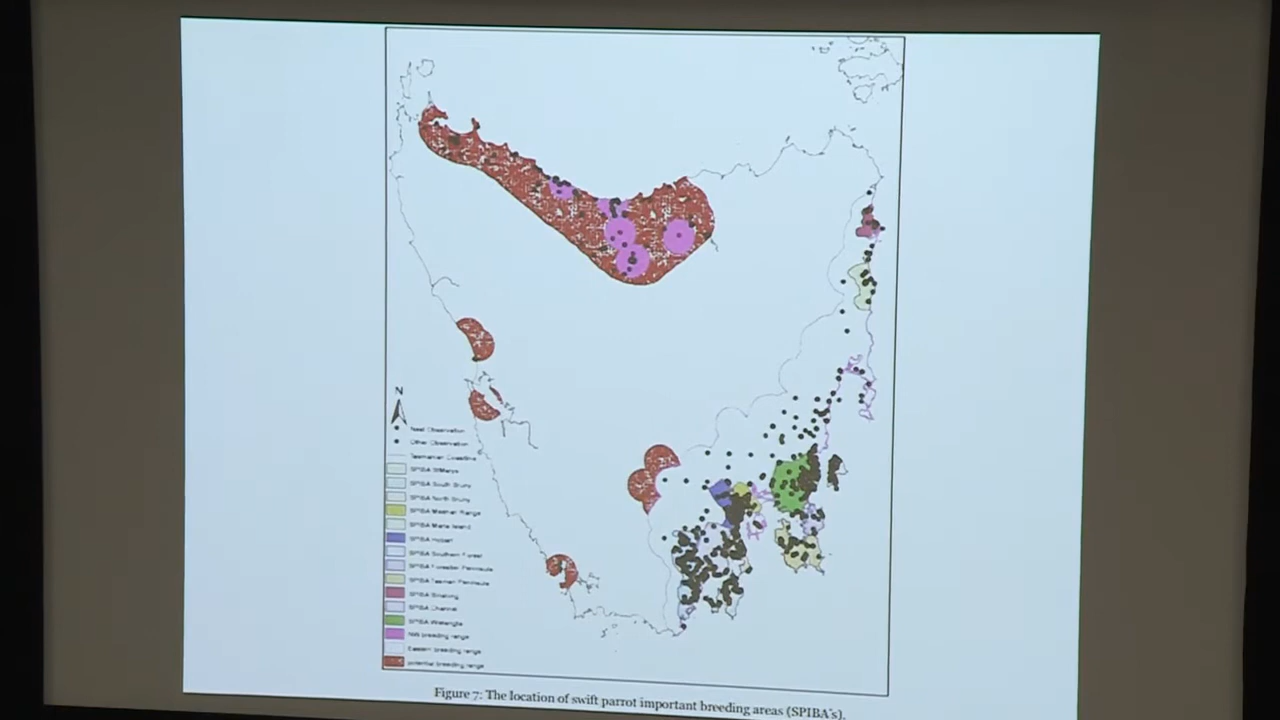 N
Nest Observation
Other Observation
Tasmanian Coastline
SPIBA StMarys
SPIBA South Bruny
SPIBA North Bruny
SPIBA Meehan Range
SPIBA Maria Island
SPIBA Hobart
SPIBA Southern Forest
SPIBA Forestier Peninsula
SPIBA Tasman Peninsula
SPIBA
SPIBA Channel
SPIBA Wielangta
NW breeding range
Eastern breeding range
potential breeding range
Figure 7: The location of swift parrot important breeding areas (SPIBA's).